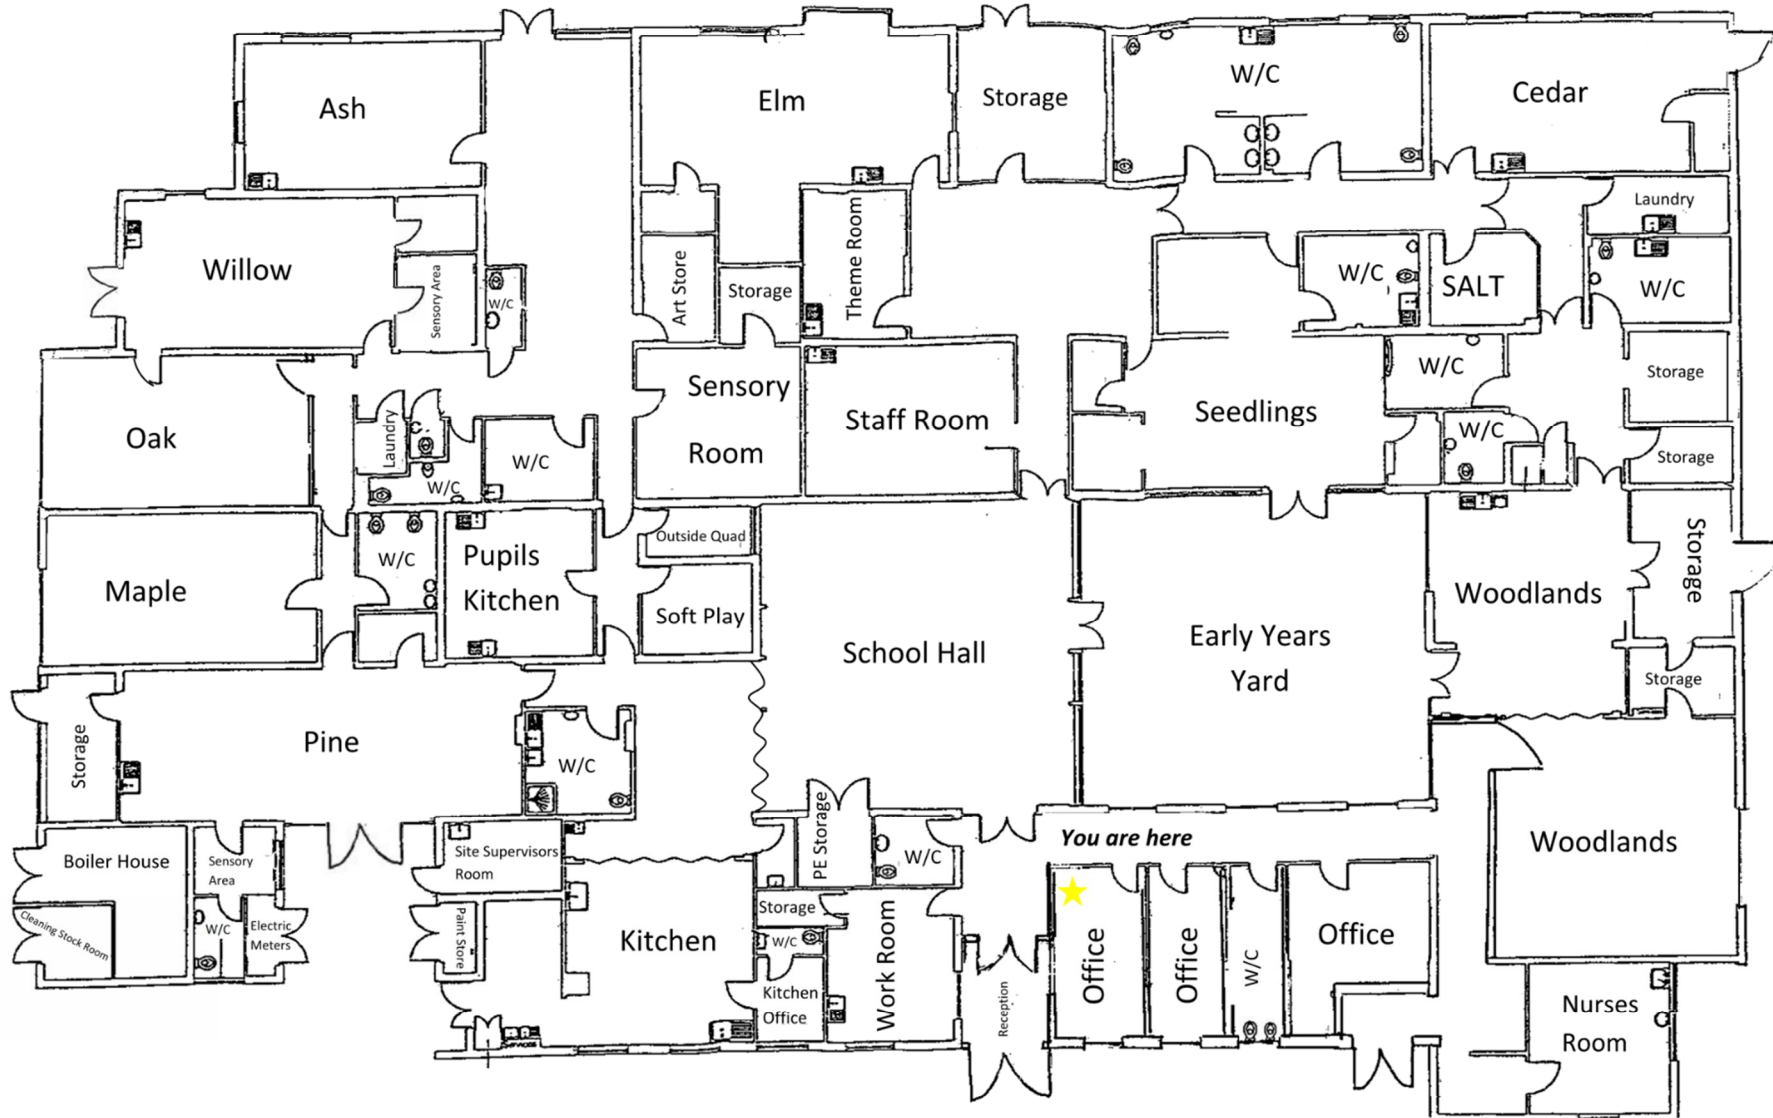 Ash
Elm
Storage
W/C
Cedar
Laundry
Willow
Sensory Area
W/C
Art Store
Storage
Theme Room
W/C
SALT
W/C
Oak
Laundry
W/C
W/C
Sensory
Room
Staff Room
Seedlings
W/C
W/C
Storage
Storage
Maple
W/C
Pupils
Kitchen
Outside Quad
Soft Play
School Hall
Early Years
Yard
Woodlands
Storage
Storage
Storage
Pine
W/C
Woodlands
Boiler House
Sensory
Area
Cleaning Stock Room
W/C
Electric
Meters
Site Supervisors
Room
Paint Store
Kitchen
PE Storage
W/C
Storage
W/C
Kitchen
Office
Work Room
Reception
You are here
Office
Office
W/C
Office
Nurses
Room